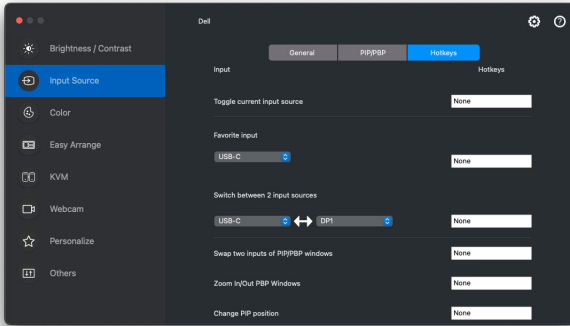 Dell
Brightness / Contrast
Input Source
Color
Easy Arrange
KVM
Webcam
Personalize
Others
General PIP/PBP Hotkeys
Input Hotkeys
Toggle current input source None
Favorite input
USB-C None
Switch between 2 input sources
USB-C DP1 None
Swap two inputs of PIP/PBP windows None
Zoom In/Out PBP Windows None
Change PIP position None